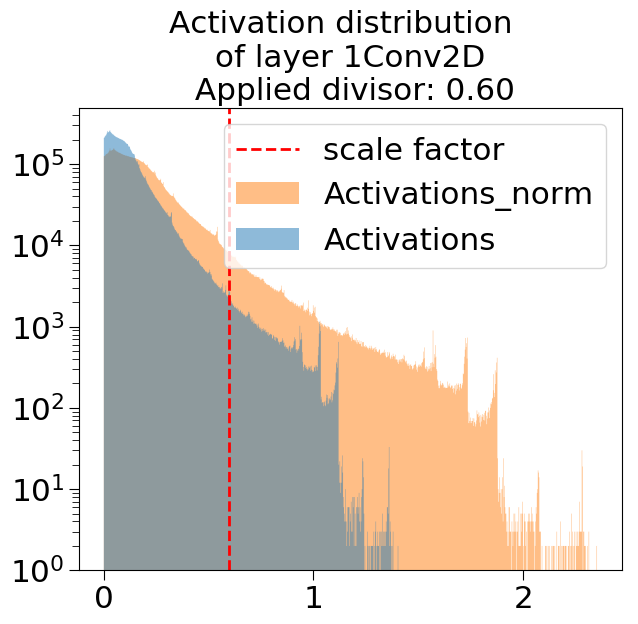 Activation distribution
of layer 1Conv2D
Applied divisor: 0.60
scale factor
Activations_norm
Activations
10^5
10^4
10^3
10^2
10^1
10^0
0 1 2